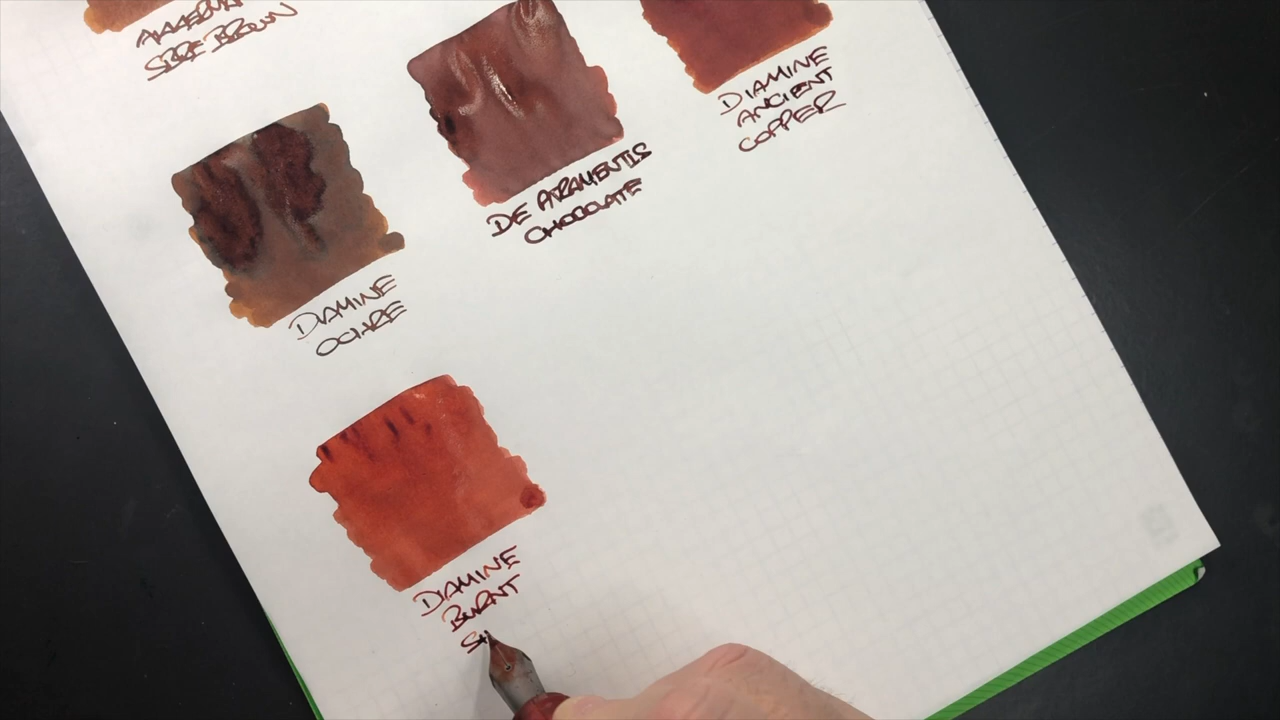 BROWN
DIAMINE
ANCIENT
COPPER
DE ATRAMENTIS
CHOCOLATE
DIAMINE
OCHRE
DIAMINE
BURNT
S